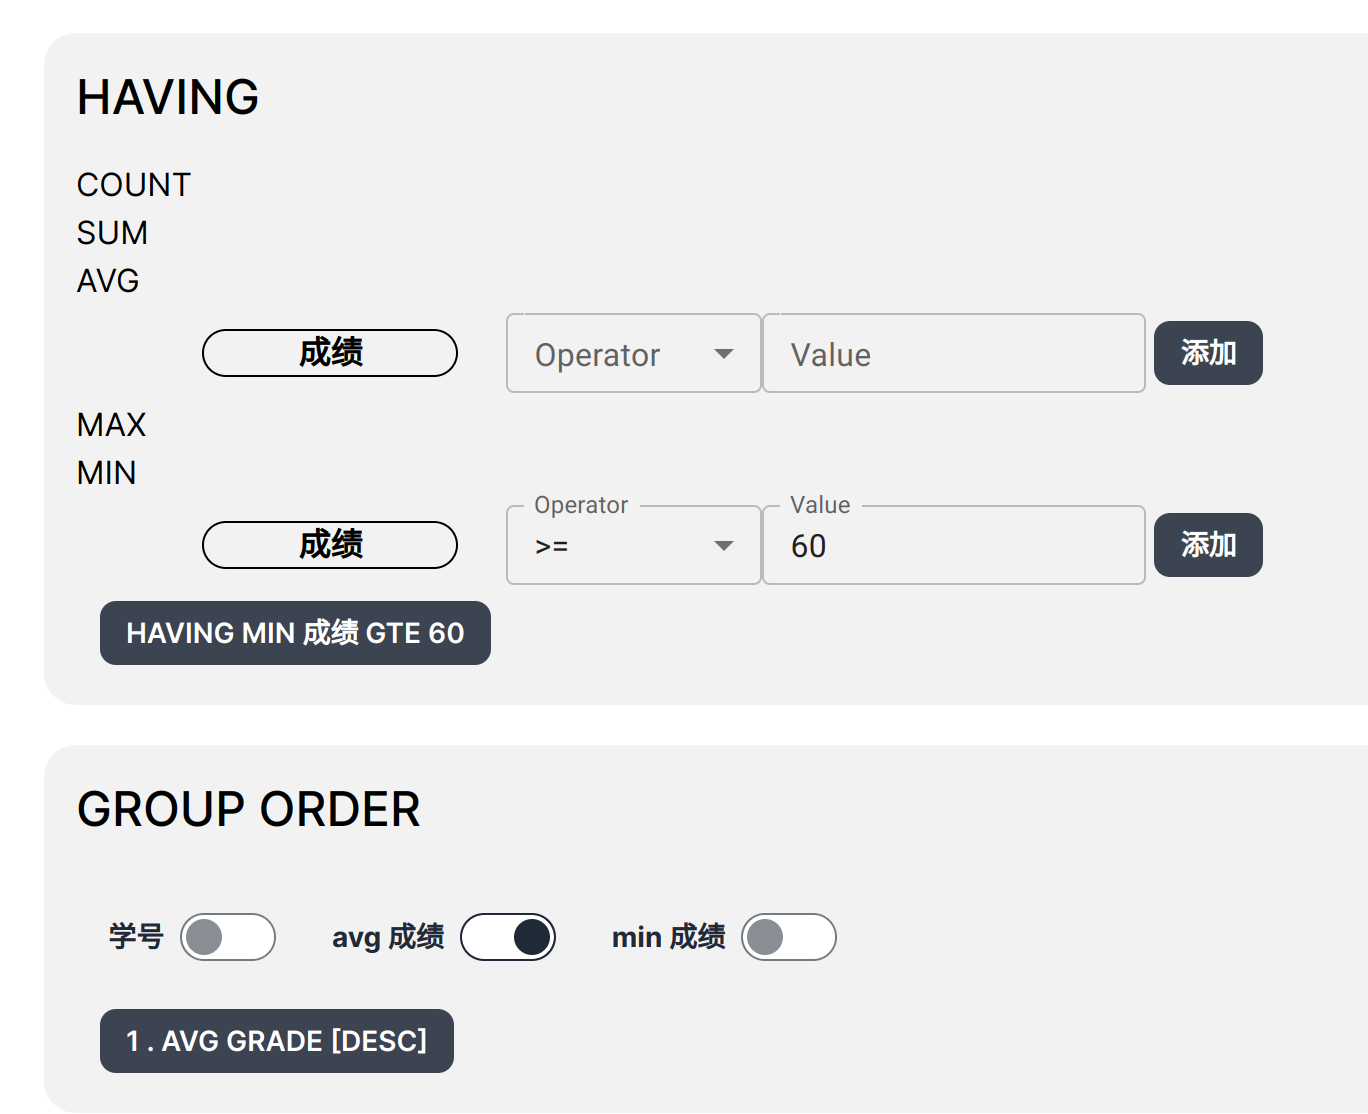 HAVING
COUNT
SUM
AVG
成绩 Operator Value 添加
MAX
MIN
Operator Value
成绩 >= 60 添加
HAVING MIN 成绩 GTE 60
GROUP ORDER
学号 avg 成绩 min 成绩
1 . AVG GRADE [DESC]